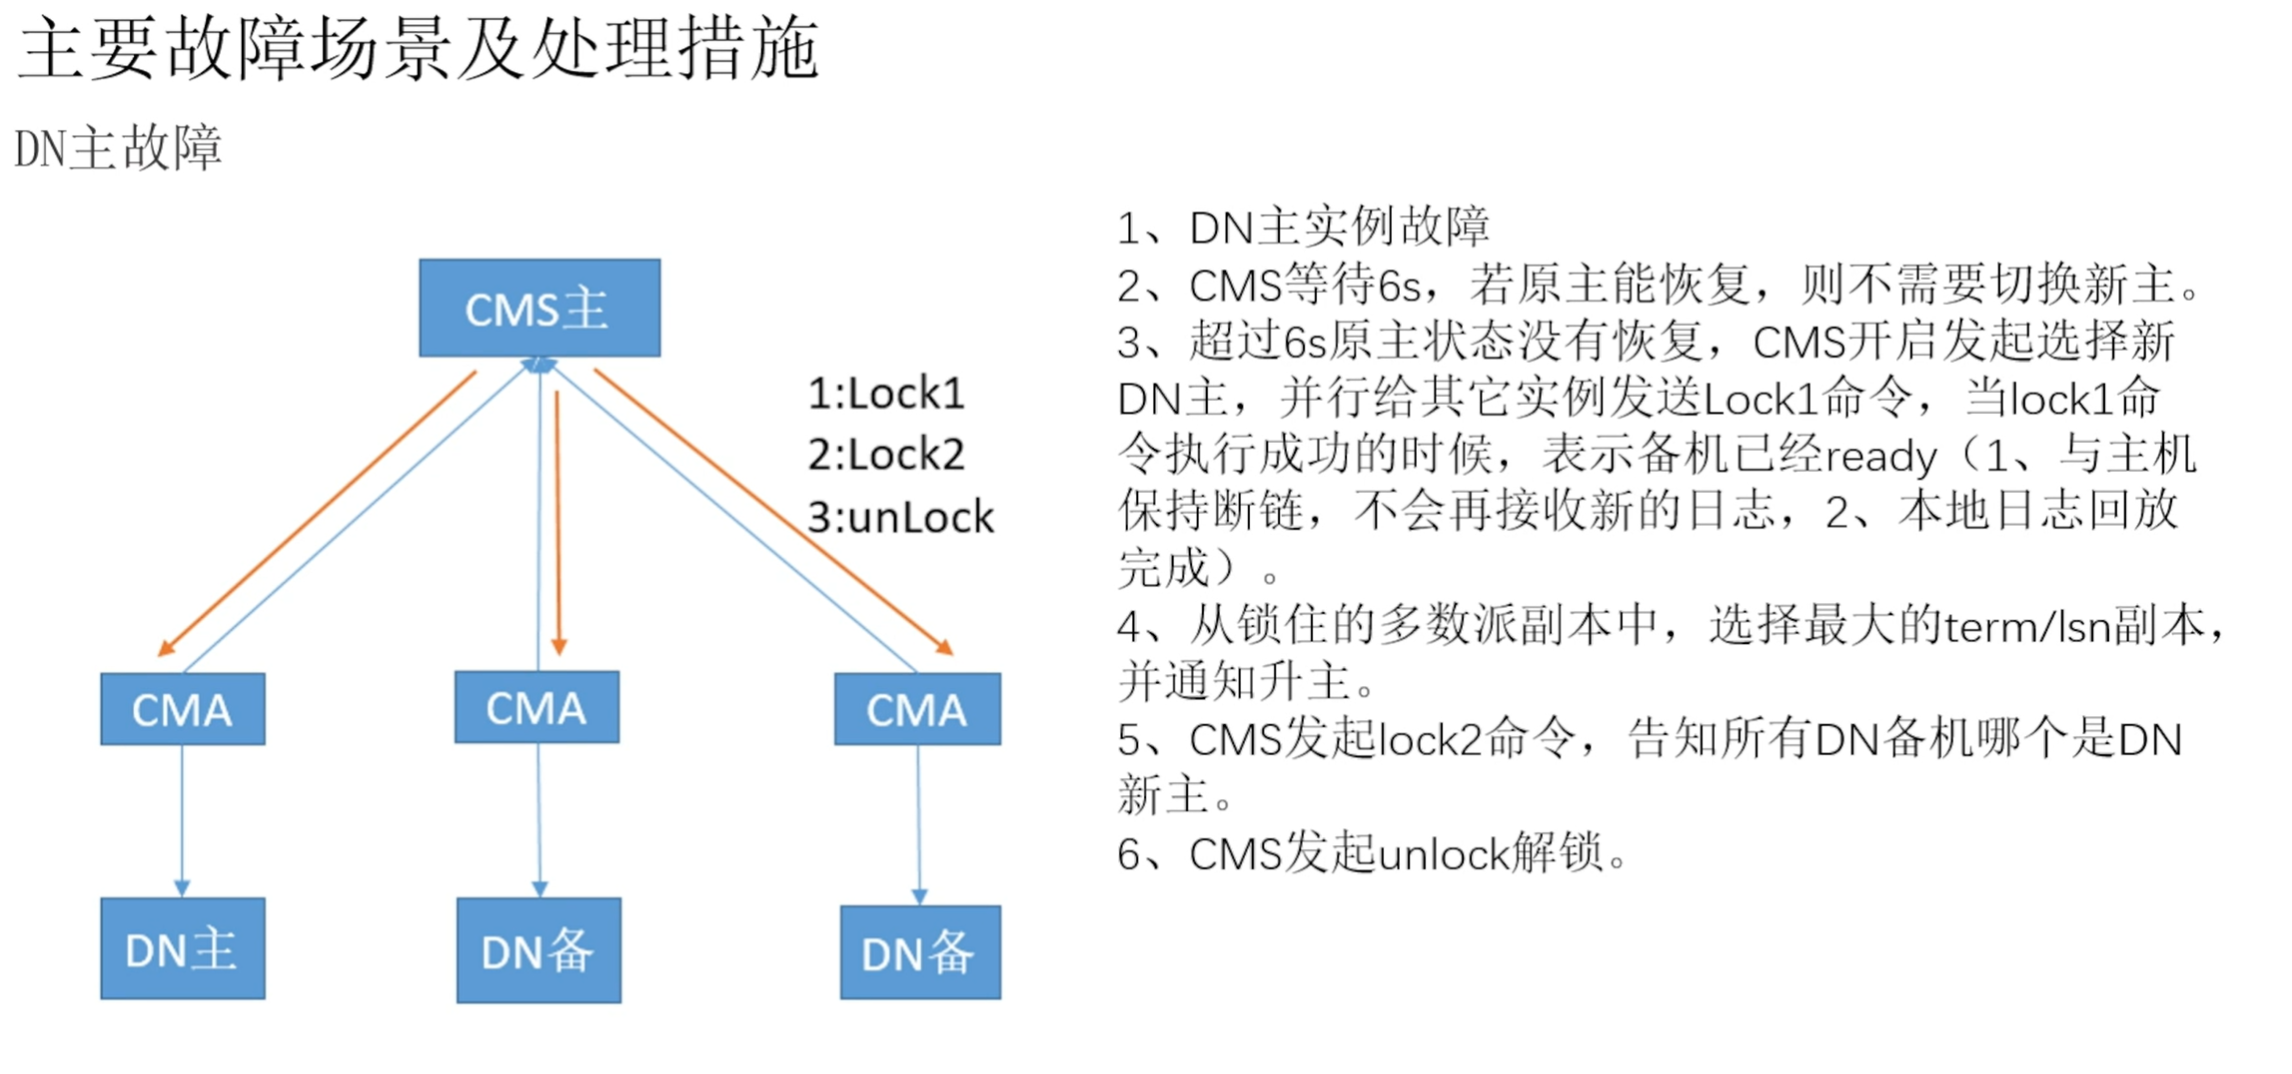 主要故障场景及处理措施
DN主故障
CMS主
1:Lock1
2:Lock2
3:unLock
CMA
CMA
CMA
DN主
DN备
DN备
1、DN主实例故障
2、CMS等待6s，若原主能恢复，则不需要切换新主。
3、超过6s原主状态没有恢复，CMS开启发起选择新
DN主，并行给其它实例发送Lock1命令，当lock1命
令执行成功的时候，表示备机已经ready（1、与主机
保持断链，不会再接收新的日志，2、本地日志回放
完成）。
4、从锁住的多数派副本中，选择最大的term/lsn副本，
并通知升主。
5、CMS发起lock2命令，告知所有DN备机哪个是DN
新主。
6、CMS发起unlock解锁。